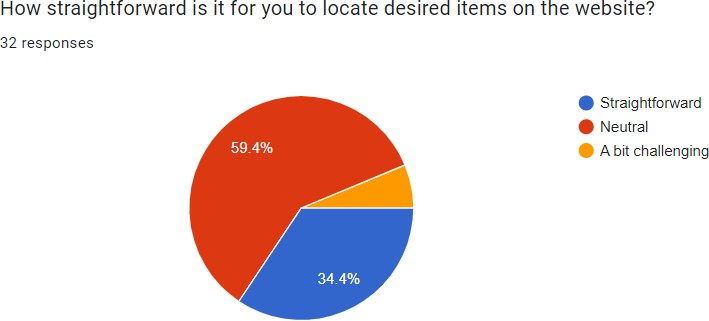 How straightforward is it for you to locate desired items on the website?
32 responses
Straightforward
Neutral
A bit challenging
59.4%
34.4%